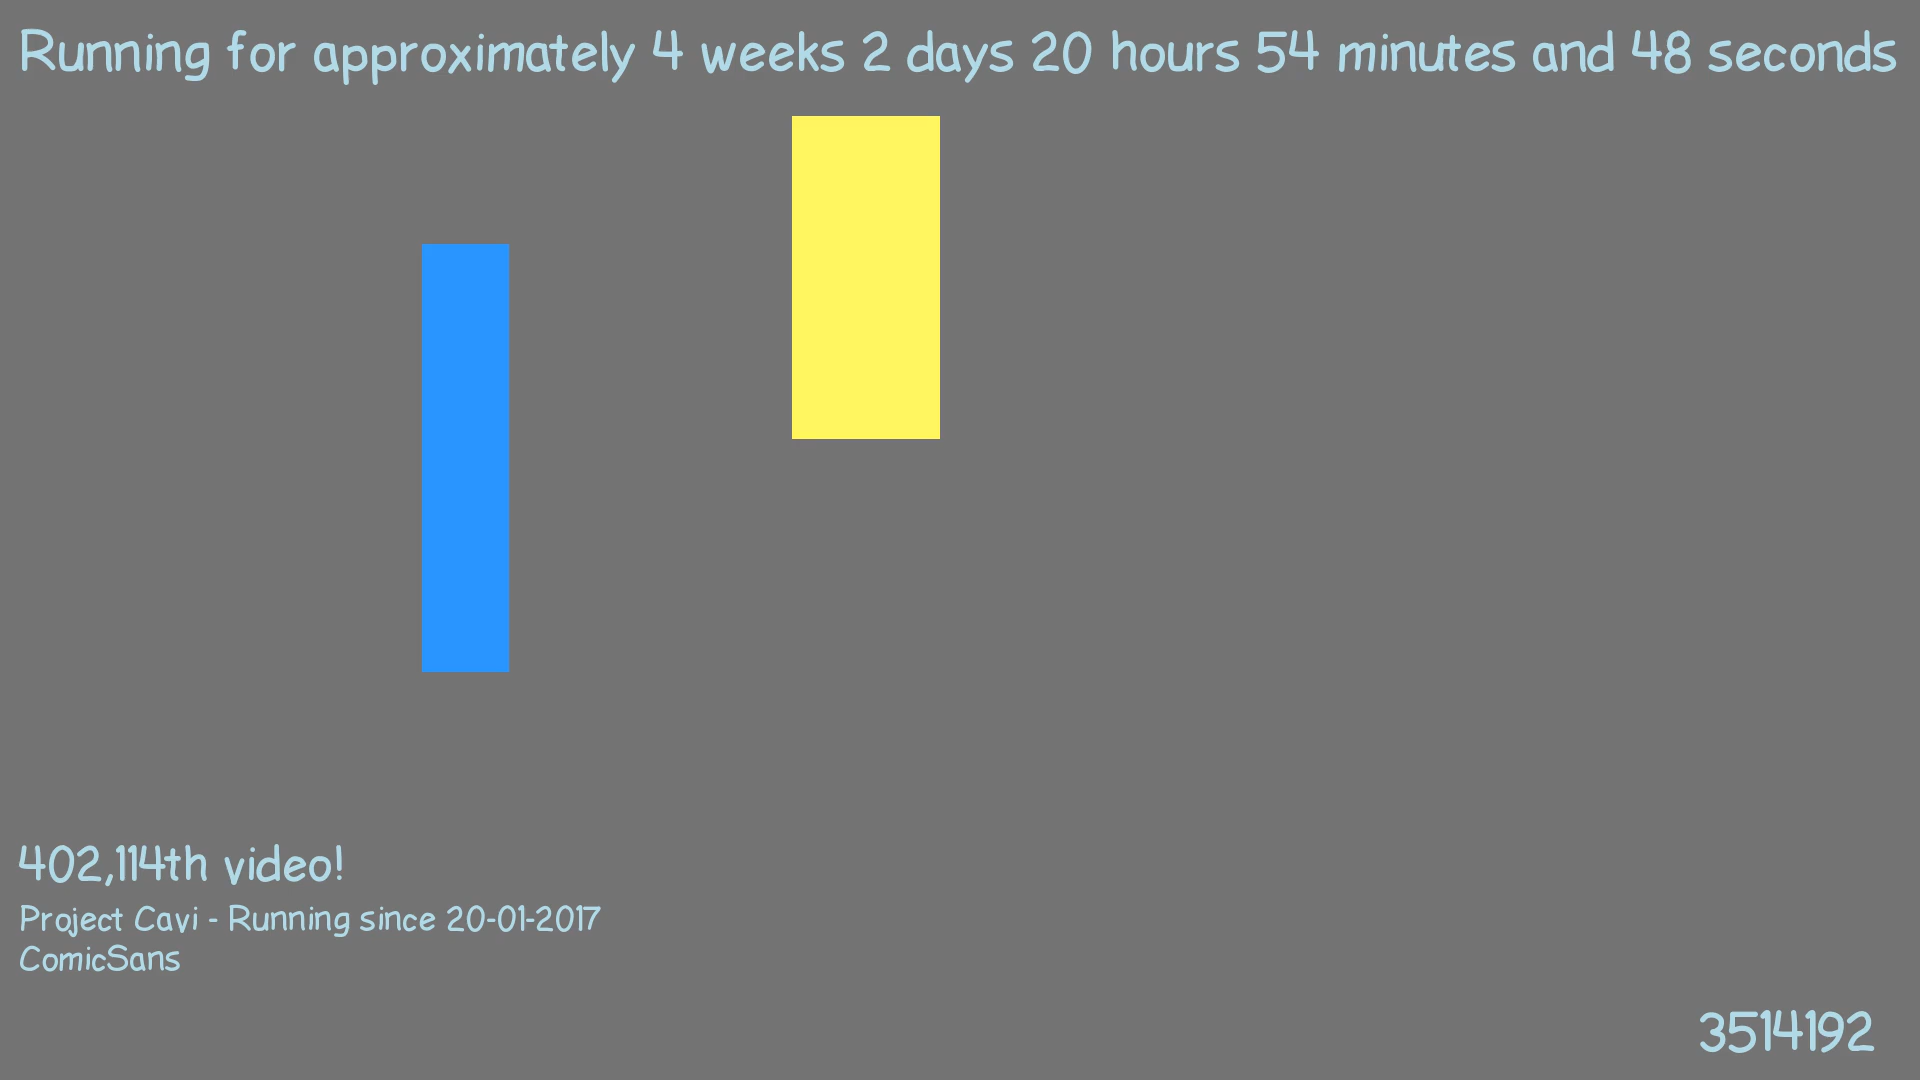 Running for approximately 4 weeks 2 days 20 hours 54 minutes and 48 seconds
402,114th video!
Project Cavi - Running since 20-01-2017
ComicSans
3514192